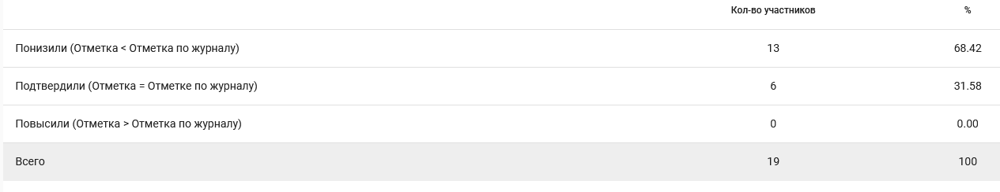 Кол-во участников %
Понизили (Отметка < Отметка по журналу) 13 68.42
Подтвердили (Отметка = Отметке по журналу) 6 31.58
Повысили (Отметка > Отметка по журналу) 0 0.00
Всего 19 100